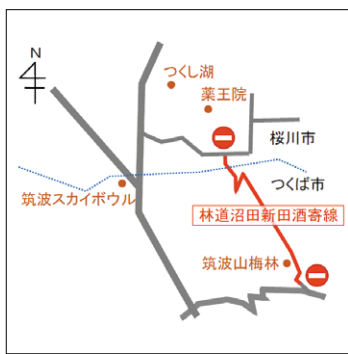 N
つくし湖
薬王院
桜川市
つくば市
筑波スカイボウル
林道沼田新田酒寄線
筑波山梅林